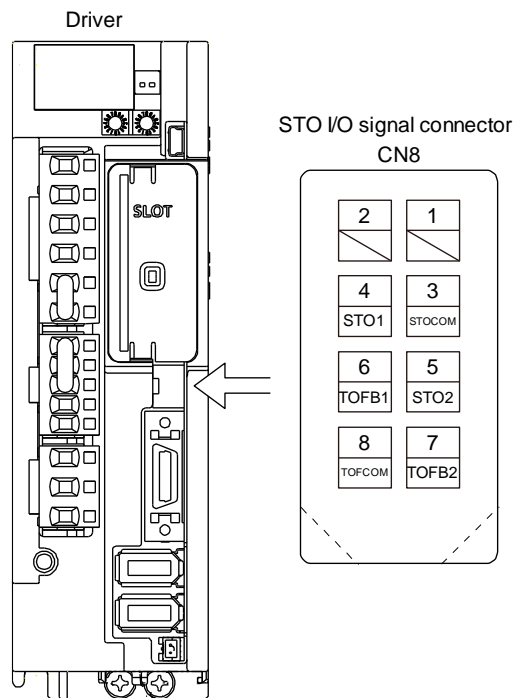 Driver
SLOT
STO I/O signal connector
CN8
2 1
4 3
STO1 STOCOM
6 5
TOFB1 STO2
8 7
TOFCOM TOFB2